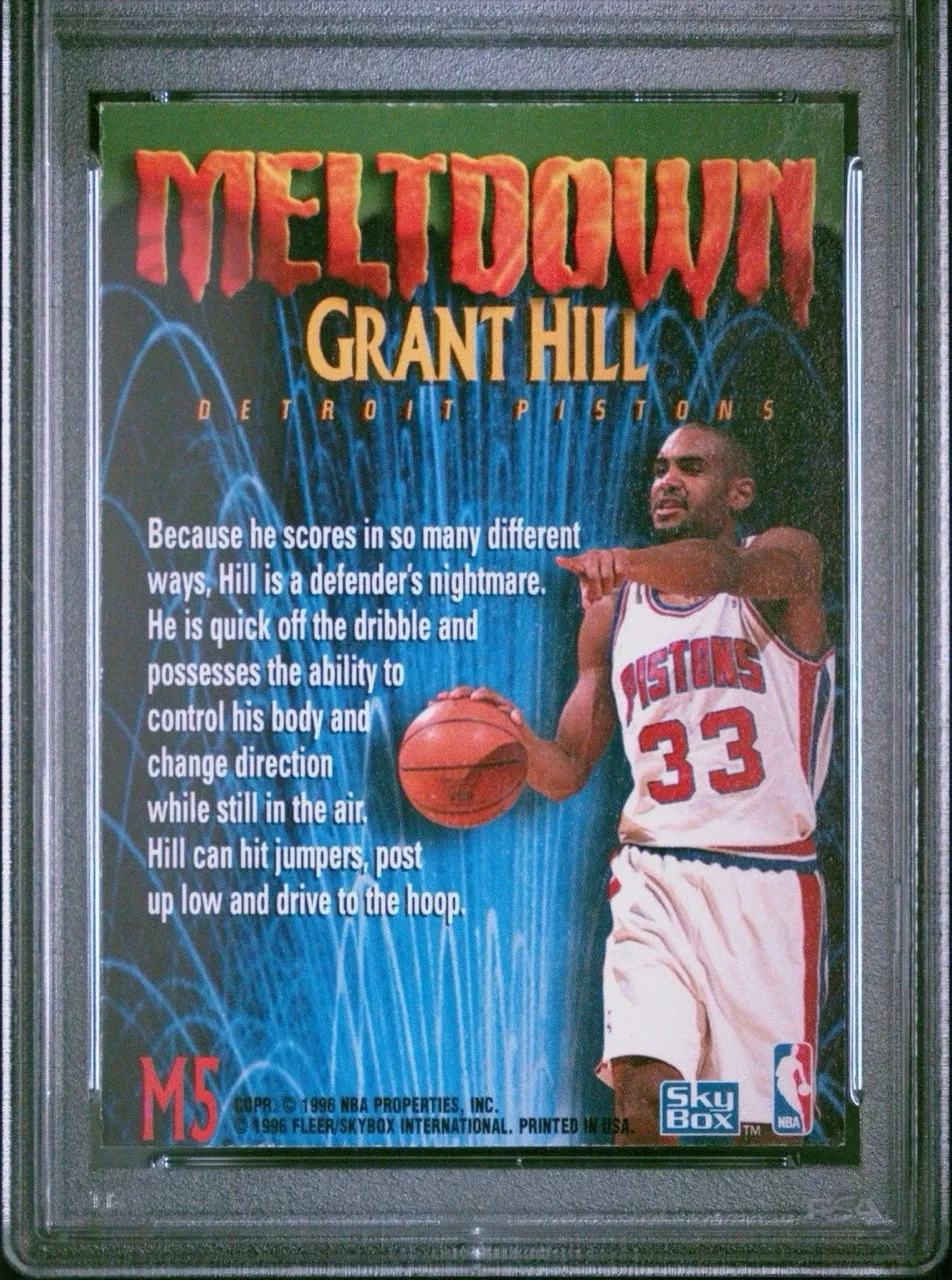 MELTDOWN
GRANT HILL
DETROIT PISTONS
Because he scores in so many different
ways, Hill is a defender's nightmare.
He is quick off the dribble and
possesses the ability to
control his body and
change direction
while still in the air.
Hill can hit jumpers, post
up low and drive to the hoop.
PISTONS
33
M5
COPR. © 1996 NBA PROPERTIES, INC.
© 1996 FLEER/SKYBOX INTERNATIONAL. PRINTED IN USA.
SkyBox TM
NBA
PSA